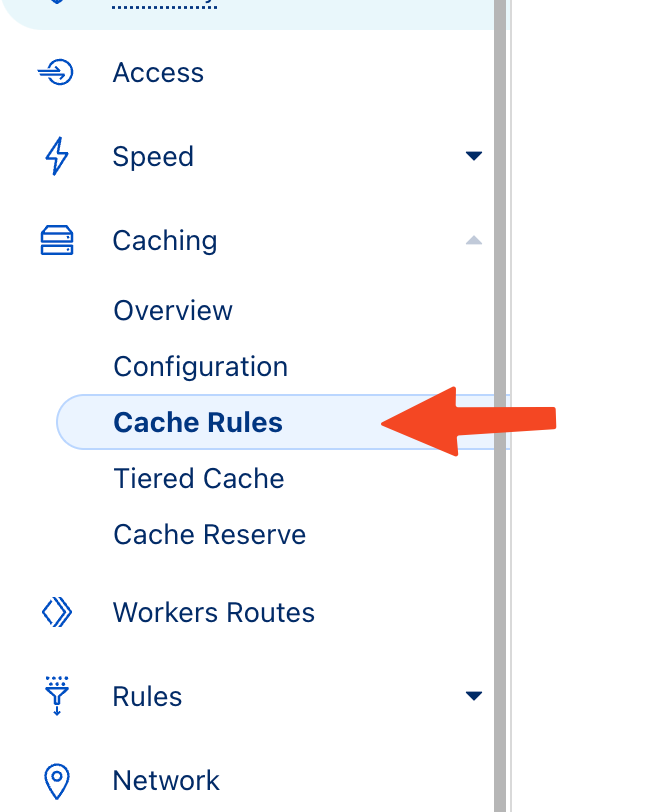 Access
Speed
Caching
Overview
Configuration
Cache Rules
Tiered Cache
Cache Reserve
Workers Routes
Rules
Network